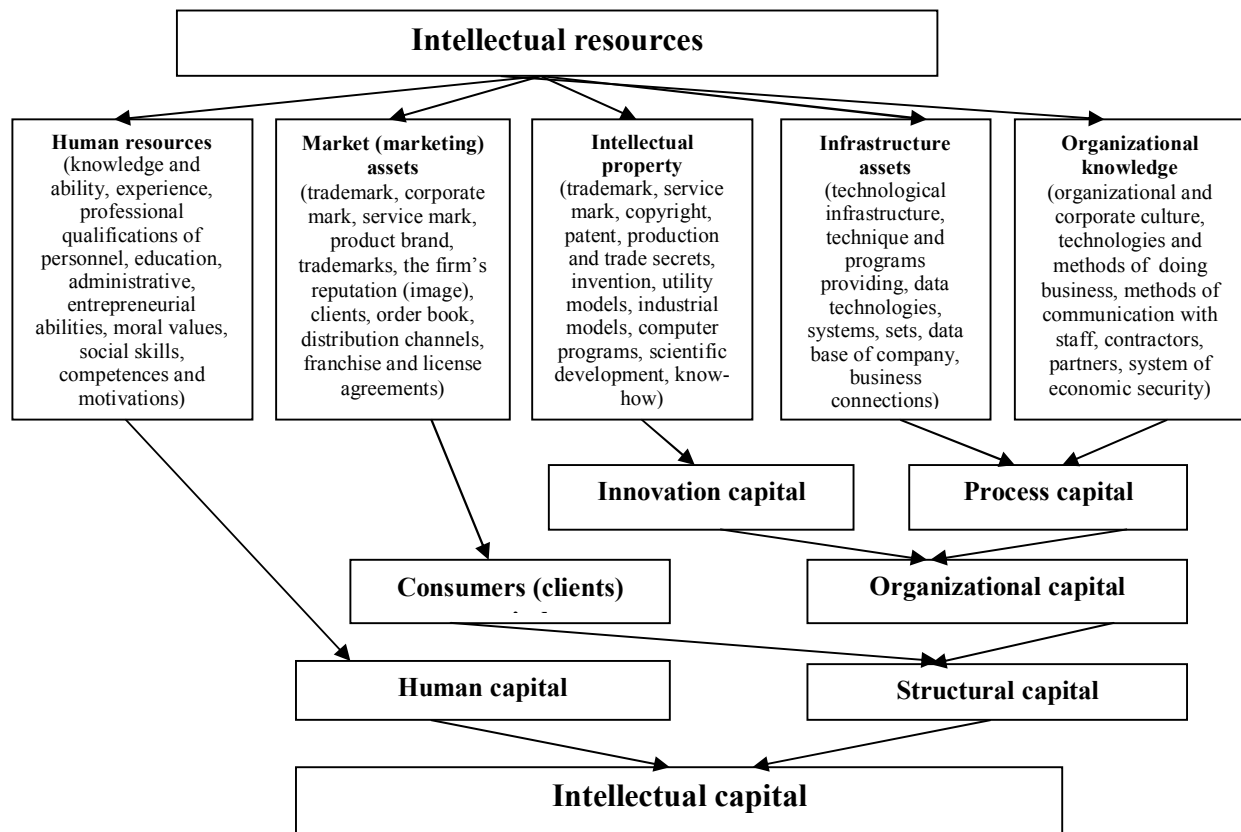 Intellectual resources
Human resources
(knowledge and
ability, experience,
professional
qualifications of
personnel, education,
administrative,
entrepreneurial
abilities, moral values,
social skills,
competences and
motivations)
Market (marketing)
assets
(trademark, corporate
mark, service mark,
product brand,
trademarks, the firm’s
reputation (image),
clients, order book,
distribution channels,
franchise and license
agreements)
Intellectual
property
(trademark, service
mark, copyright,
patent, production
and trade secrets,
invention, utility
models, industrial
models, computer
programs, scientific
development, know-
how)
Infrastructure
assets
(technological
infrastructure,
technique and
programs
providing, data
technologies,
systems, sets, data
base of company,
business
connections)
Organizational
knowledge
(organizational and
corporate culture,
technologies and
methods of doing
business, methods of
communication with
staff, contractors,
partners, system of
economic security)
Innovation capital
Process capital
Consumers (clients)
Organizational capital
Human capital
Structural capital
Intellectual capital